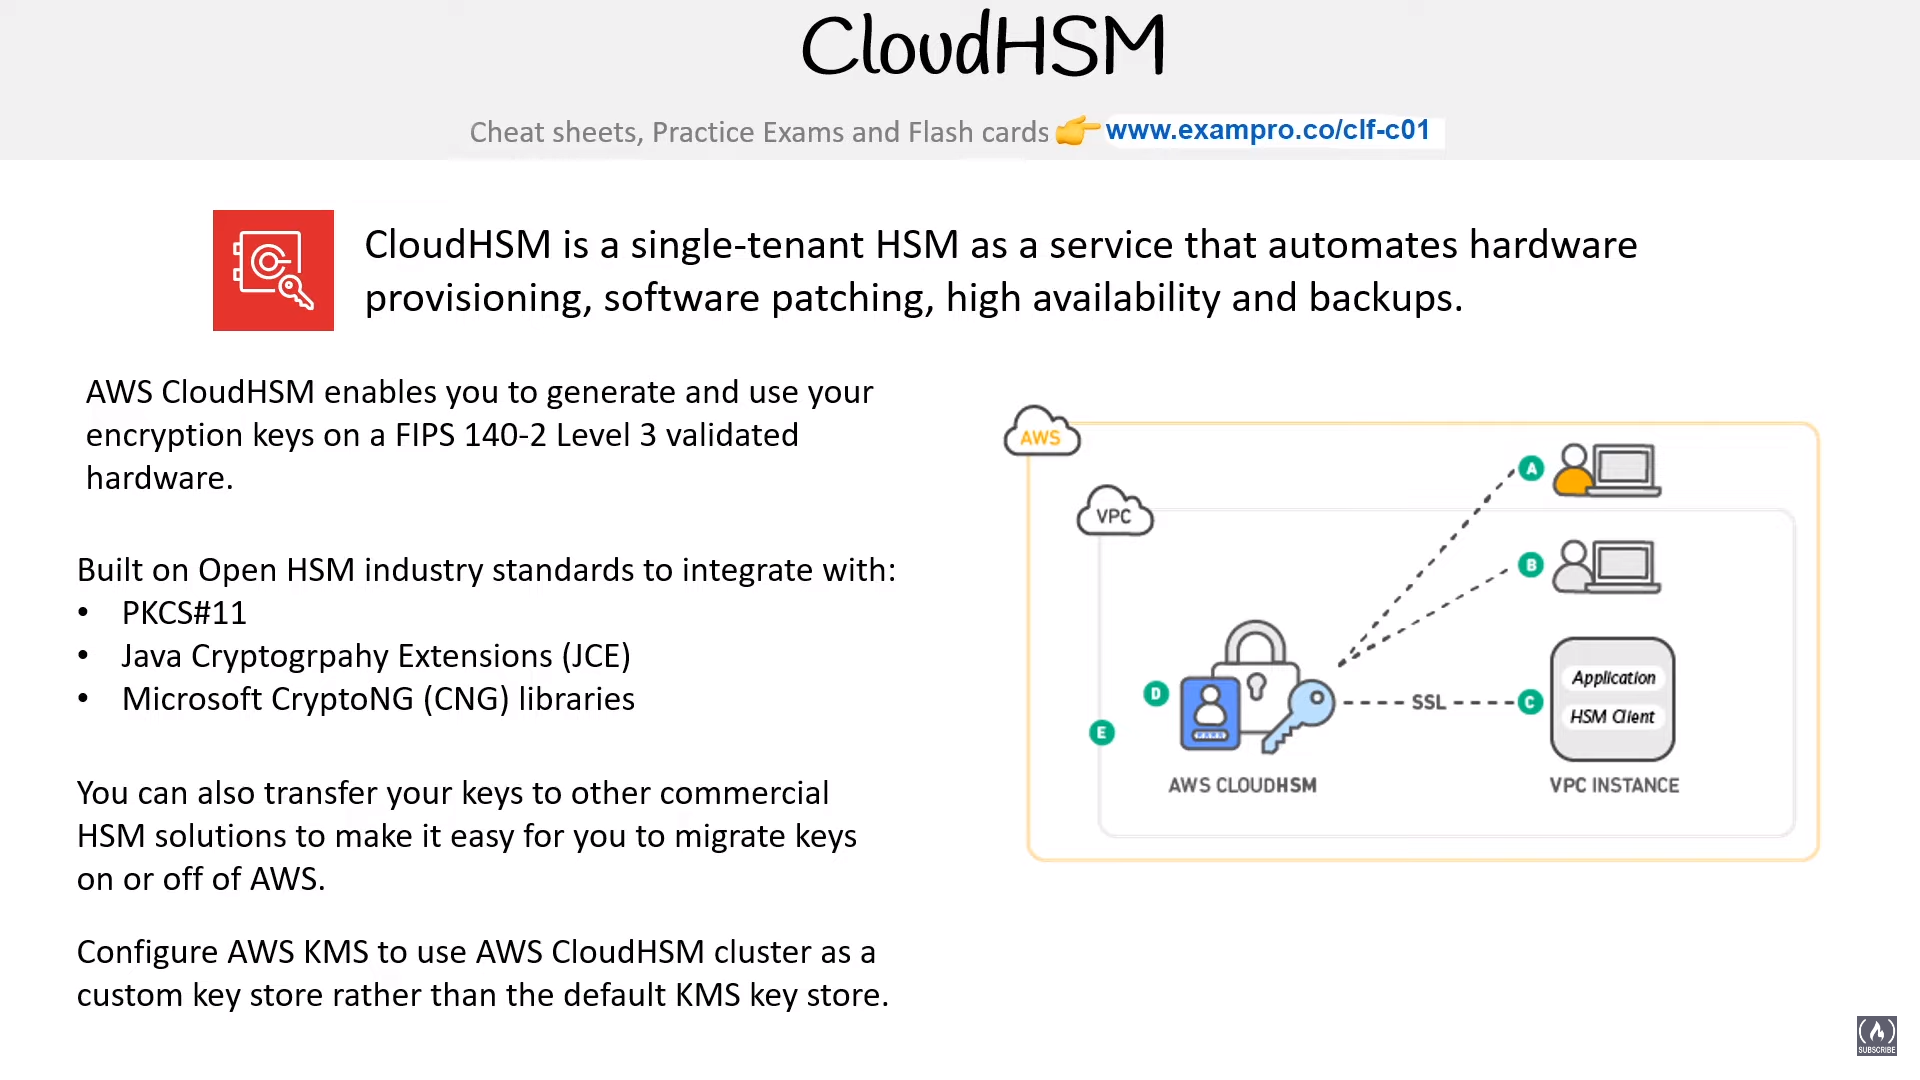 CloudHSM
Cheat sheets, Practice Exams and Flash cards 👉 www.exampro.co/clf-c01
CloudHSM is a single-tenant HSM as a service that automates hardware
provisioning, software patching, high availability and backups.
AWS CloudHSM enables you to generate and use your
encryption keys on a FIPS 140-2 Level 3 validated
hardware.
Built on Open HSM industry standards to integrate with:
• PKCS#11
• Java Cryptogrpahy Extensions (JCE)
• Microsoft CryptoNG (CNG) libraries
You can also transfer your keys to other commercial
HSM solutions to make it easy for you to migrate keys
on or off of AWS.
Configure AWS KMS to use AWS CloudHSM cluster as a
custom key store rather than the default KMS key store.
AWS
A
VPC
B
Application
D
SSL
C
HSM Client
E
AWS CLOUDHSM
VPC INSTANCE
SUBSCRIBE